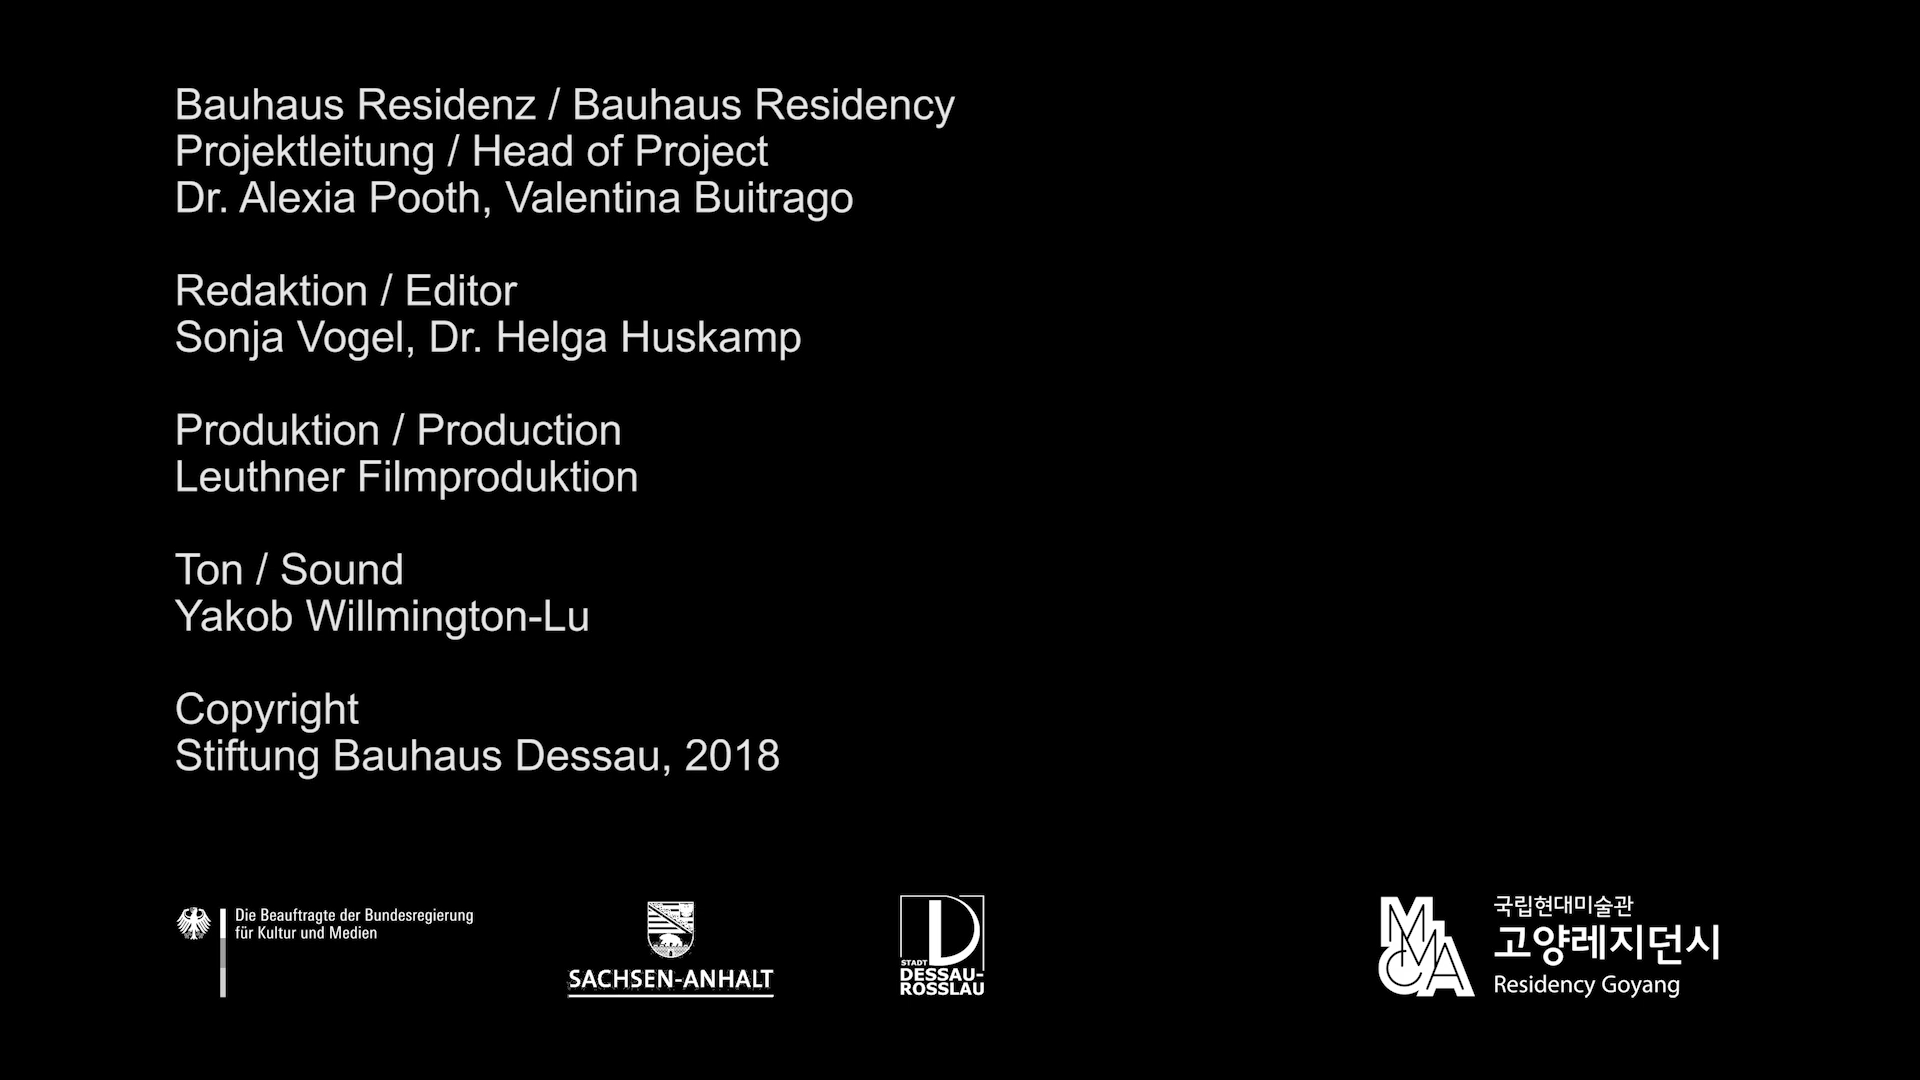 Bauhaus Residenz / Bauhaus Residency
Projektleitung / Head of Project
Dr. Alexia Pooth, Valentina Buitrago
Redaktion / Editor
Sonja Vogel, Dr. Helga Huskamp
Produktion / Production
Leuthner Filmproduktion
Ton / Sound
Yakob Willmington-Lu
Copyright
Stiftung Bauhaus Dessau, 2018
Die Beauftragte der Bundesregierung
für Kultur und Medien
SACHSEN-ANHALT
D
STADT
DESSAU-
ROSSLAU
MMCA
국립현대미술관
고양레지던시
Residency Goyang